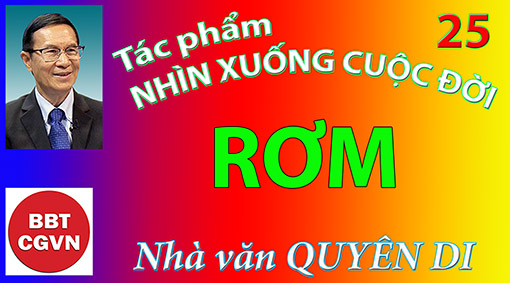 25
Tác phẩm
NHÌN XUỐNG CUỘC ĐỜI
RƠM
BBT
CGVN
Nhà văn QUYÊN DI